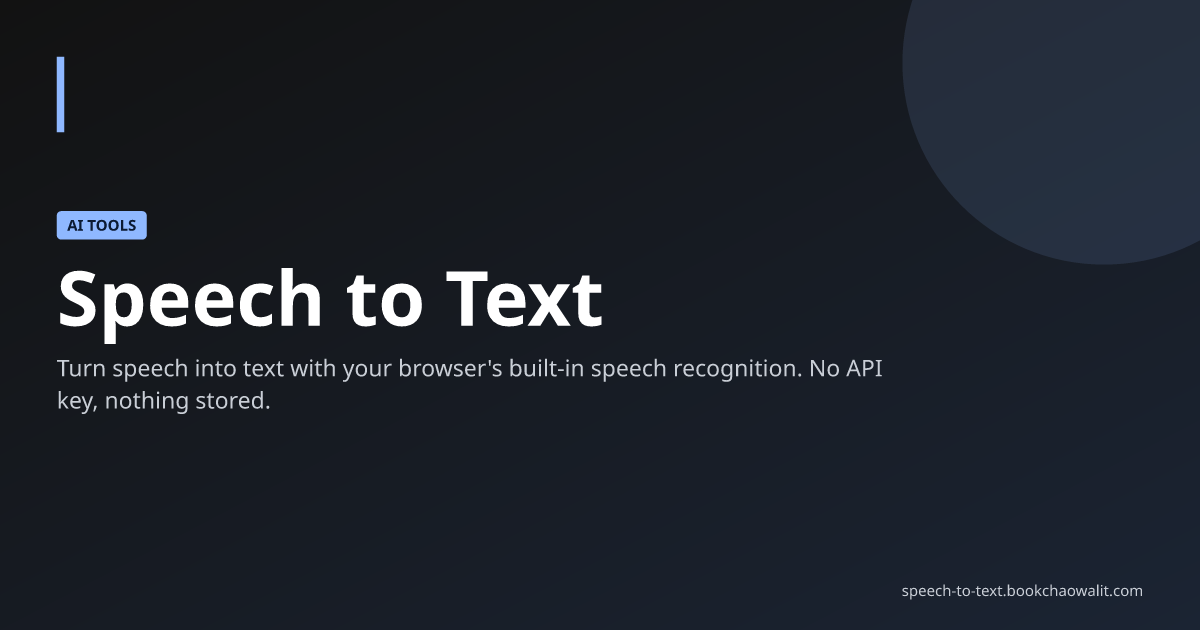 AI TOOLS
Speech to Text
Turn speech into text with your browser's built-in speech recognition. No API
key, nothing stored.
speech-to-text.bookchaowalit.com